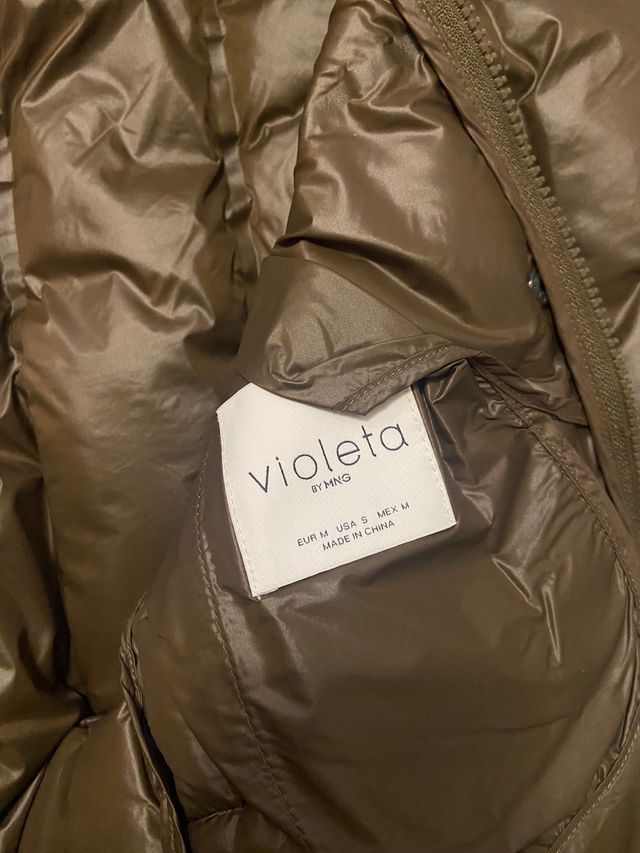 violeta
BY MNG
EUR M USA S MEX M
MADE IN CHINA